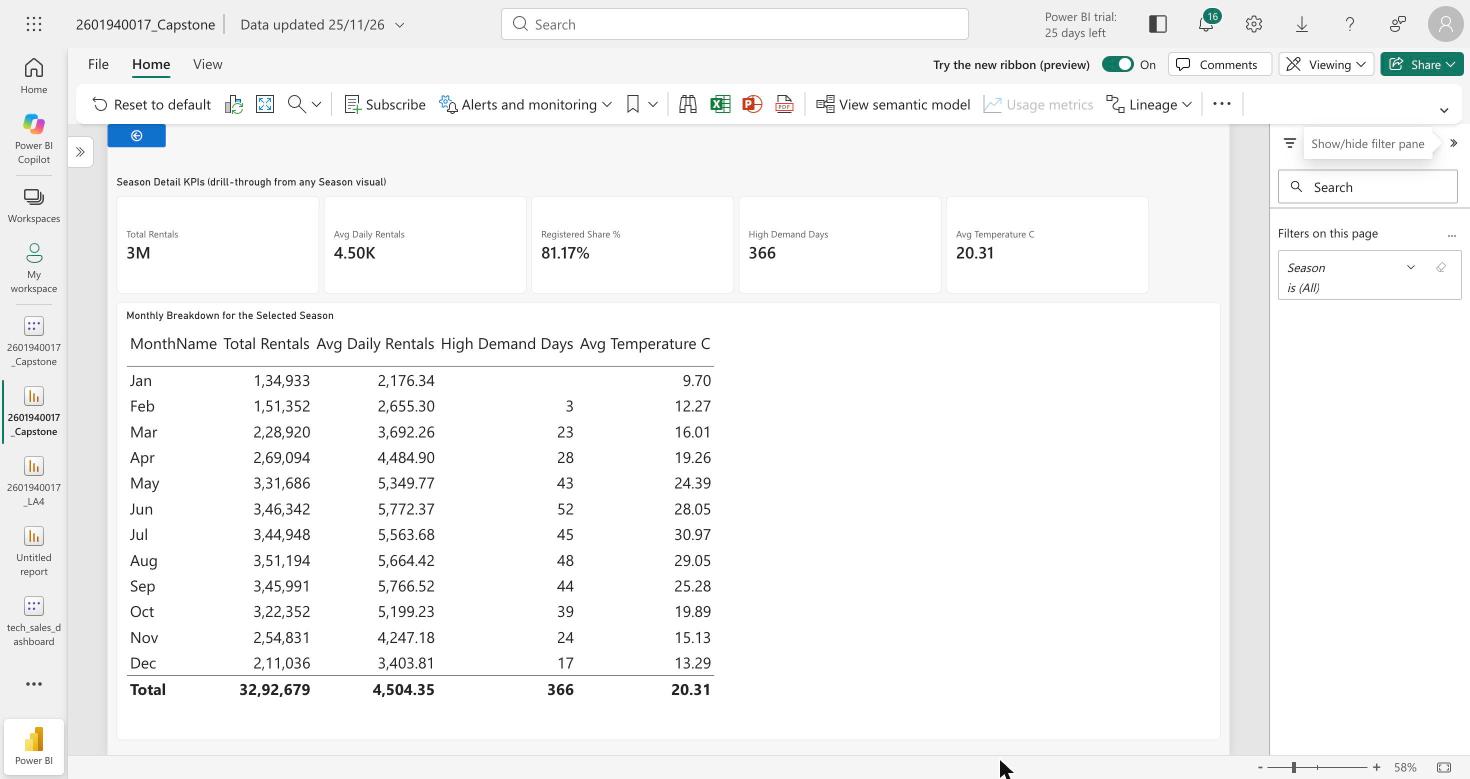 2601940017_Capstone
Data updated 25/11/26
Search
Power BI trial:
25 days left
16
Home
Power BI
Copilot
Workspaces
My
workspace
2601940017
_Capstone
2601940017
_Capstone
2601940017
_LA4
Untitled
report
tech_sales_d
ashboard
Power BI
File
Home
View
Try the new ribbon (preview)
On
Comments
Viewing
Share
Reset to default
Subscribe
Alerts and monitoring
PDF
View semantic model
Usage metrics
Lineage
Season Detail KPIs (drill-through from any Season visual)
Total Rentals
3M
Avg Daily Rentals
4.50K
Registered Share %
81.17%
High Demand Days
366
Avg Temperature C
20.31
Monthly Breakdown for the Selected Season
MonthName Total Rentals Avg Daily Rentals High Demand Days Avg Temperature C
Jan 1,34,933 2,176.34 9.70
Feb 1,51,352 2,655.30 3 12.27
Mar 2,28,920 3,692.26 23 16.01
Apr 2,69,094 4,484.90 28 19.26
May 3,31,686 5,349.77 43 24.39
Jun 3,46,342 5,772.37 52 28.05
Jul 3,44,948 5,563.68 45 30.97
Aug 3,51,194 5,664.42 48 29.05
Sep 3,45,991 5,766.52 44 25.28
Oct 3,22,352 5,199.23 39 19.89
Nov 2,54,831 4,247.18 24 15.13
Dec 2,11,036 3,403.81 17 13.29
Total 32,92,679 4,504.35 366 20.31
Show/hide filter pane
Search
Filters on this page
Season
is (All)
- + 58%